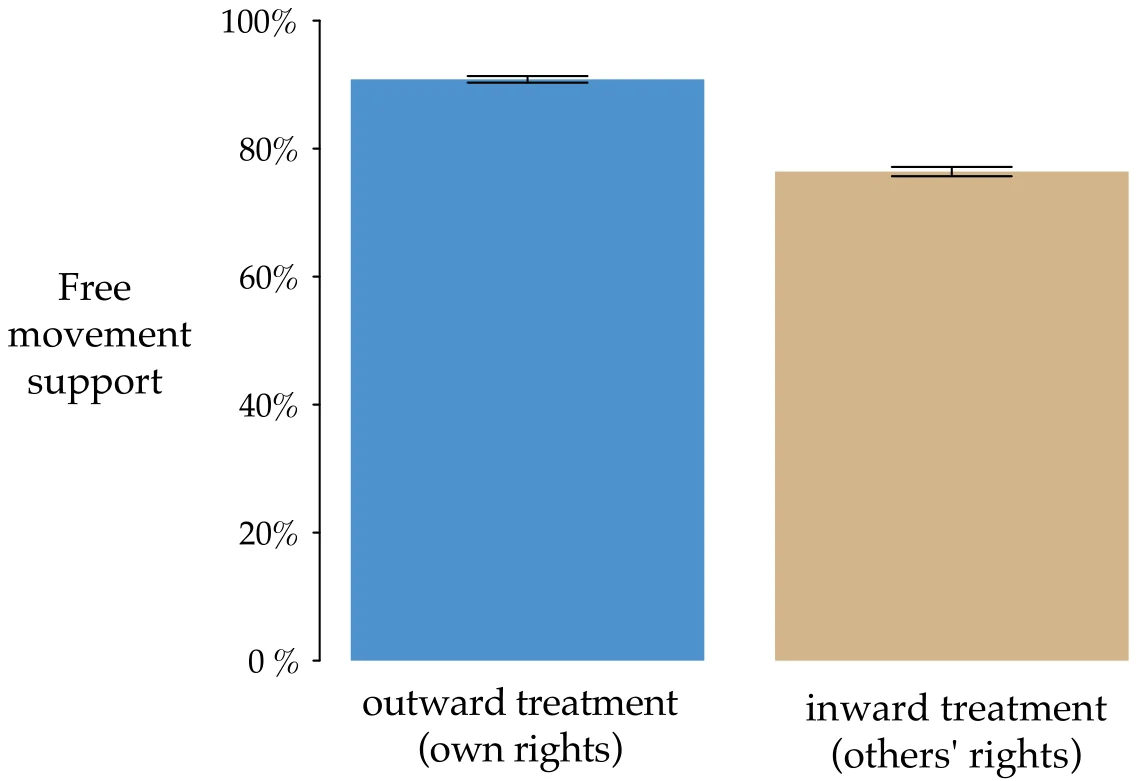 100%
80%
60%
40%
20%
0 %
Free
movement
support
outward treatment
(own rights)
inward treatment
(others' rights)